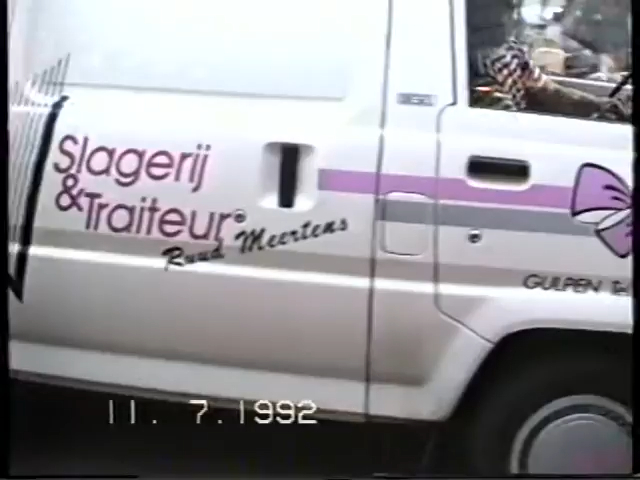 Slagerij
& Traiteur
Ruud Meertens
GULPEN
11. 7.1992